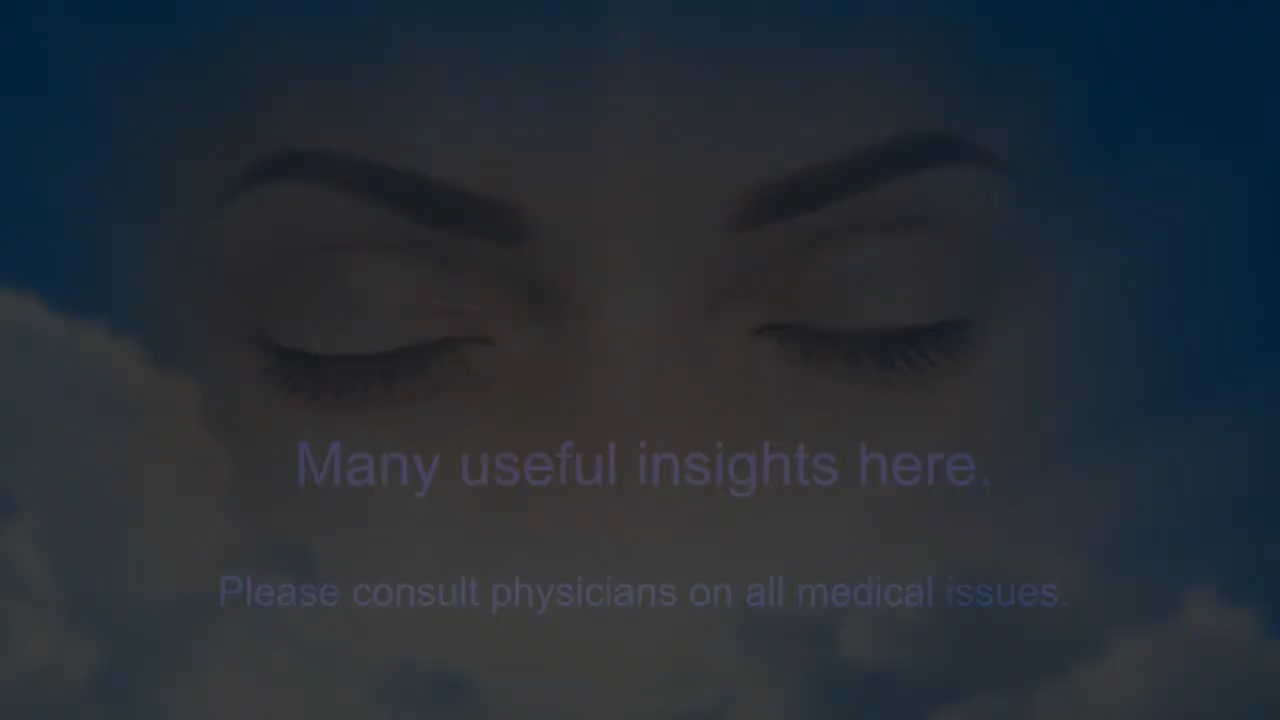 Many useful insights here.
Please consult physicians on all medical issues.